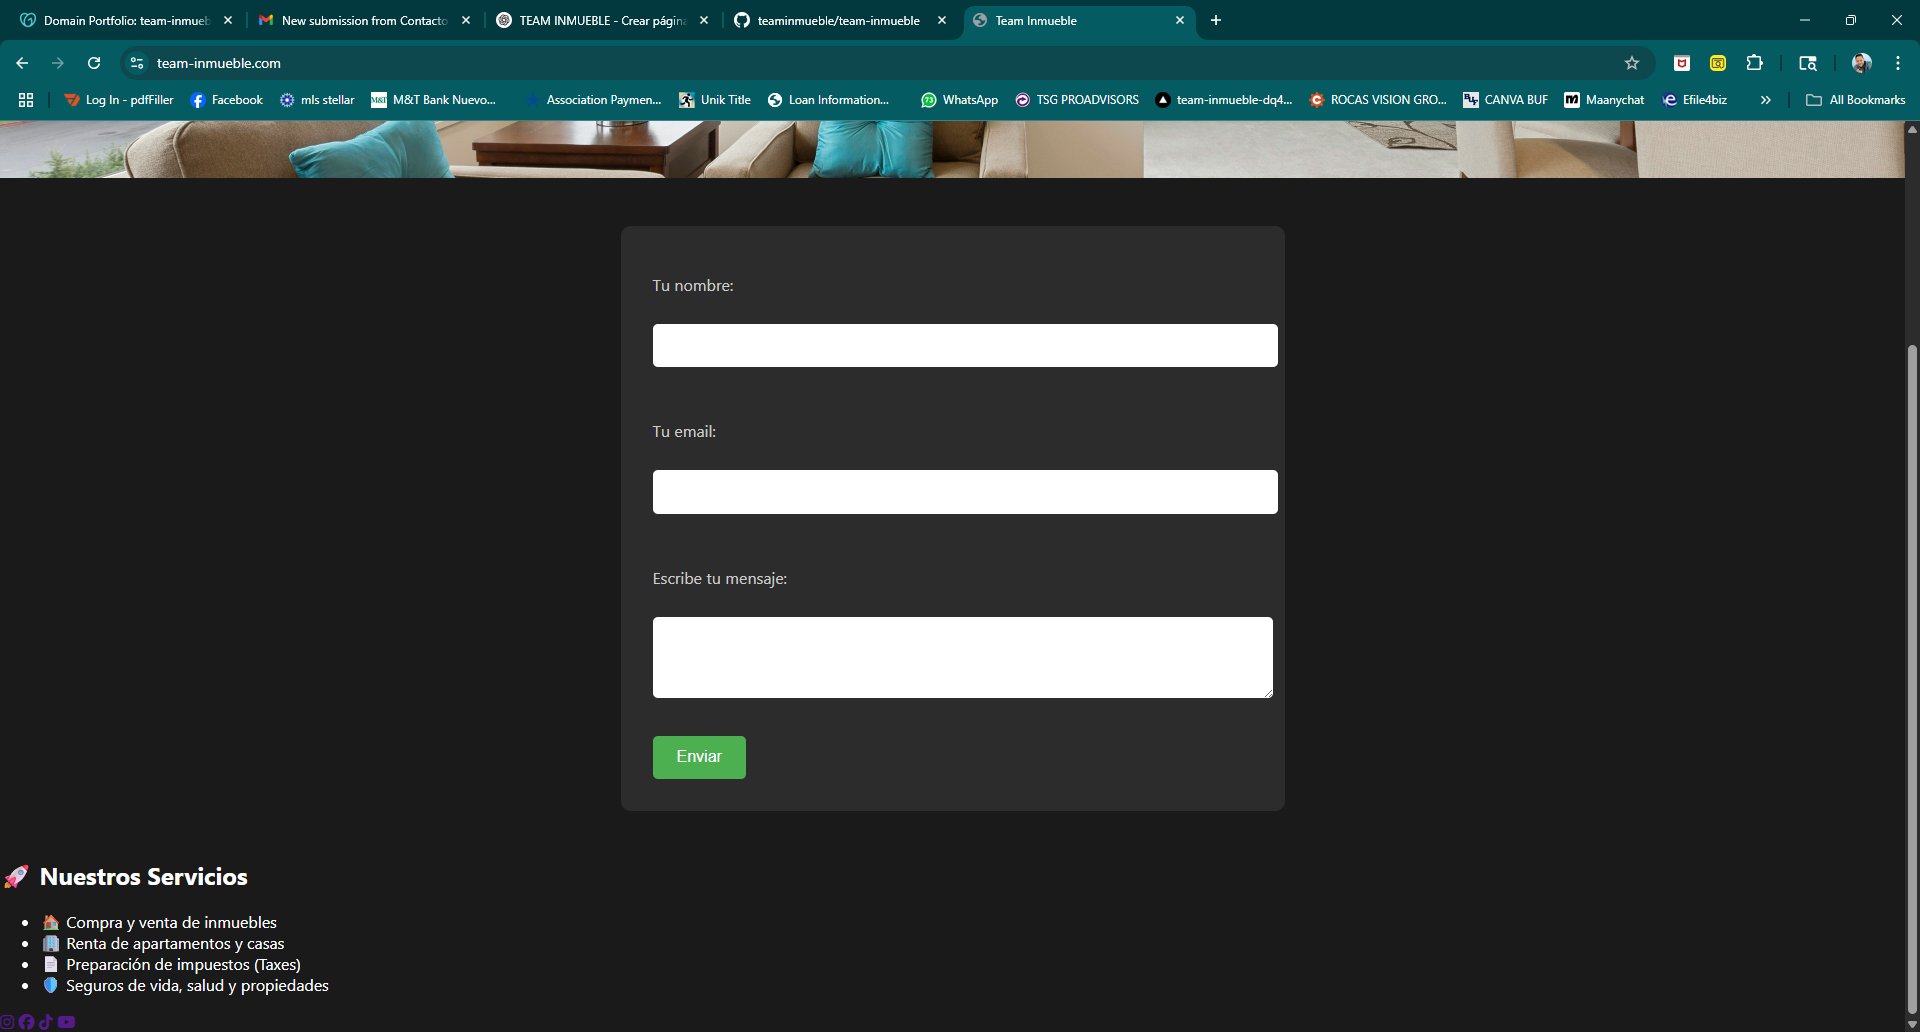 Domain Portfolio: team-inmueb
New submission from Contacto
TEAM INMUEBLE - Crear página
teaminmueble/team-inmueble
Team Inmueble
team-inmueble.com
Log In - pdfFiller
Facebook
mls stellar
M&T Bank Nuevo...
Association Paymen...
Unik Title
Loan Information...
WhatsApp
TSG PROADVISORS
team-inmueble-dq4...
ROCAS VISION GRO...
CANVA BUF
Maanychat
Efile4biz
All Bookmarks
Tu nombre:
Tu email:
Escribe tu mensaje:
Enviar
🚀 Nuestros Servicios
• 🏠 Compra y venta de inmuebles
• 🏢 Renta de apartamentos y casas
• 📄 Preparación de impuestos (Taxes)
• 🛡️ Seguros de vida, salud y propiedades